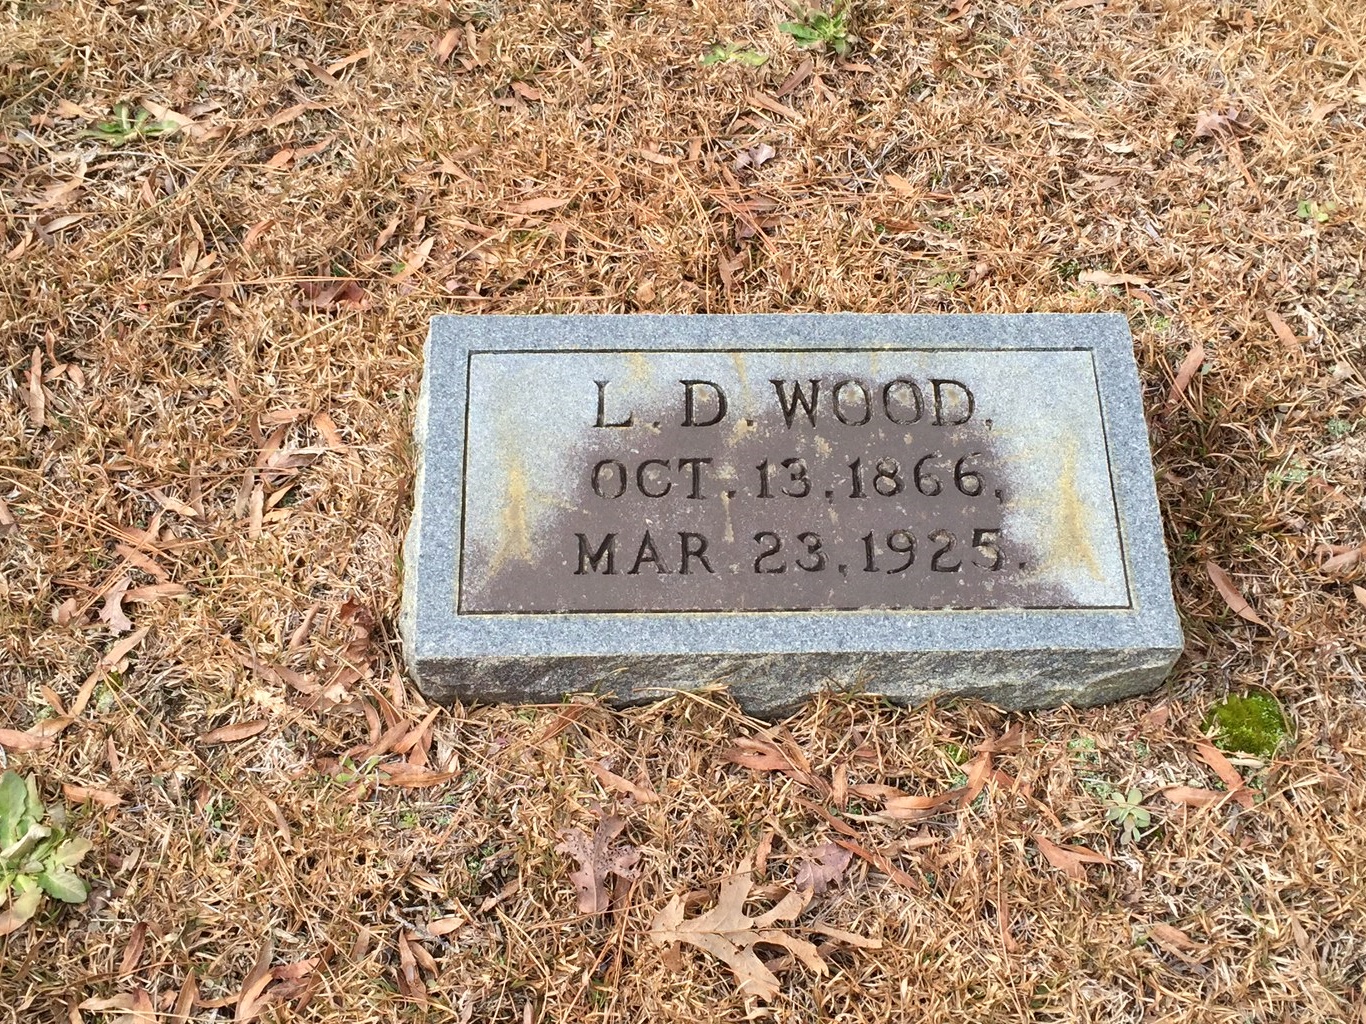 L. D. WOOD.
OCT. 13, 1866.
MAR 23, 1925.